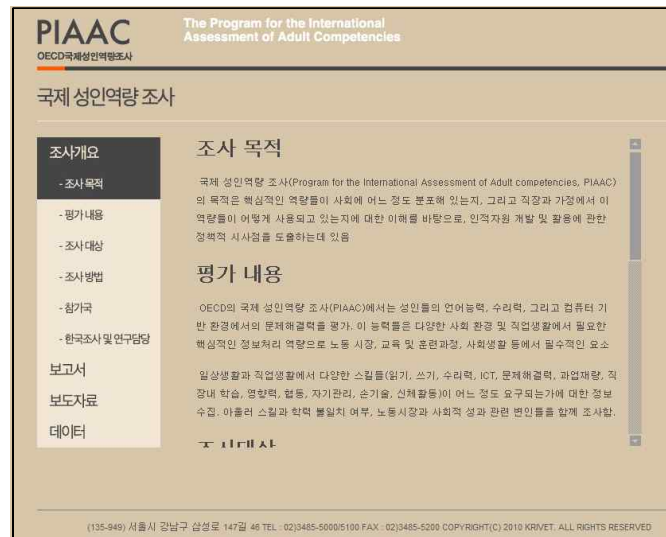 PIAAC
The Program for the International
Assessment of Adult Competencies
OECD국제성인역량조사
국제 성인역량 조사
조사개요
- 조사 목적
- 평가 내용
- 조사 대상
- 조사 방법
- 참가국
- 한국조사 및 연구담당
보고서
보도자료
데이터
조사 목적
국제 성인역량 조사(Program for the International Assessment of Adult competencies, PIAAC)
의 목적은 핵심적인 역량들이 사회에 어느 정도 분포해 있는지, 그리고 직장과 가정에서 이
역량들이 어떻게 사용되고 있는지에 대한 이해를 바탕으로, 인적자원 개발 및 활용에 관한
정책적 시사점을 도출하는데 있음
평가 내용
OECD의 국제 성인역량 조사(PIAAC)에서는 성인들의 언어능력, 수리력, 그리고 컴퓨터 기
반 환경에서의 문제해결력을 평가. 이 능력들은 다양한 사회 환경 및 직업생활에서 필요한
핵심적인 정보처리 역량으로 노동 시장, 교육 및 훈련과정, 사회생활 등에서 필수적인 요소
일상생활과 직업생활에서 다양한 스킬들(읽기, 쓰기, 수리력, ICT, 문제해결력, 과업재량, 직
장내 학습, 영향력, 협동, 자기관리, 손기술, 신체활동)이 어느 정도 요구되는가에 대한 정보
수집. 아울러 스킬과 학력 불일치 여부, 노동시장과 사회적 성과 관련 변인들을 함께 조사함.
조사대상
(135-949) 서울시 강남구 삼성로 147길 46 TEL : 02)3485-5000/5100 FAX : 02)3485-5200 COPYRIGHT(C) 2010 KRIVET. ALL RIGHTS RESERVED